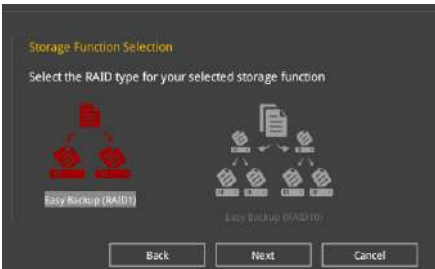 Storage Function Selection
Select the RAID type for your selected storage function
Easy Backup (RAID1)
Easy Backup (RAID10)
Back
Next
Cancel